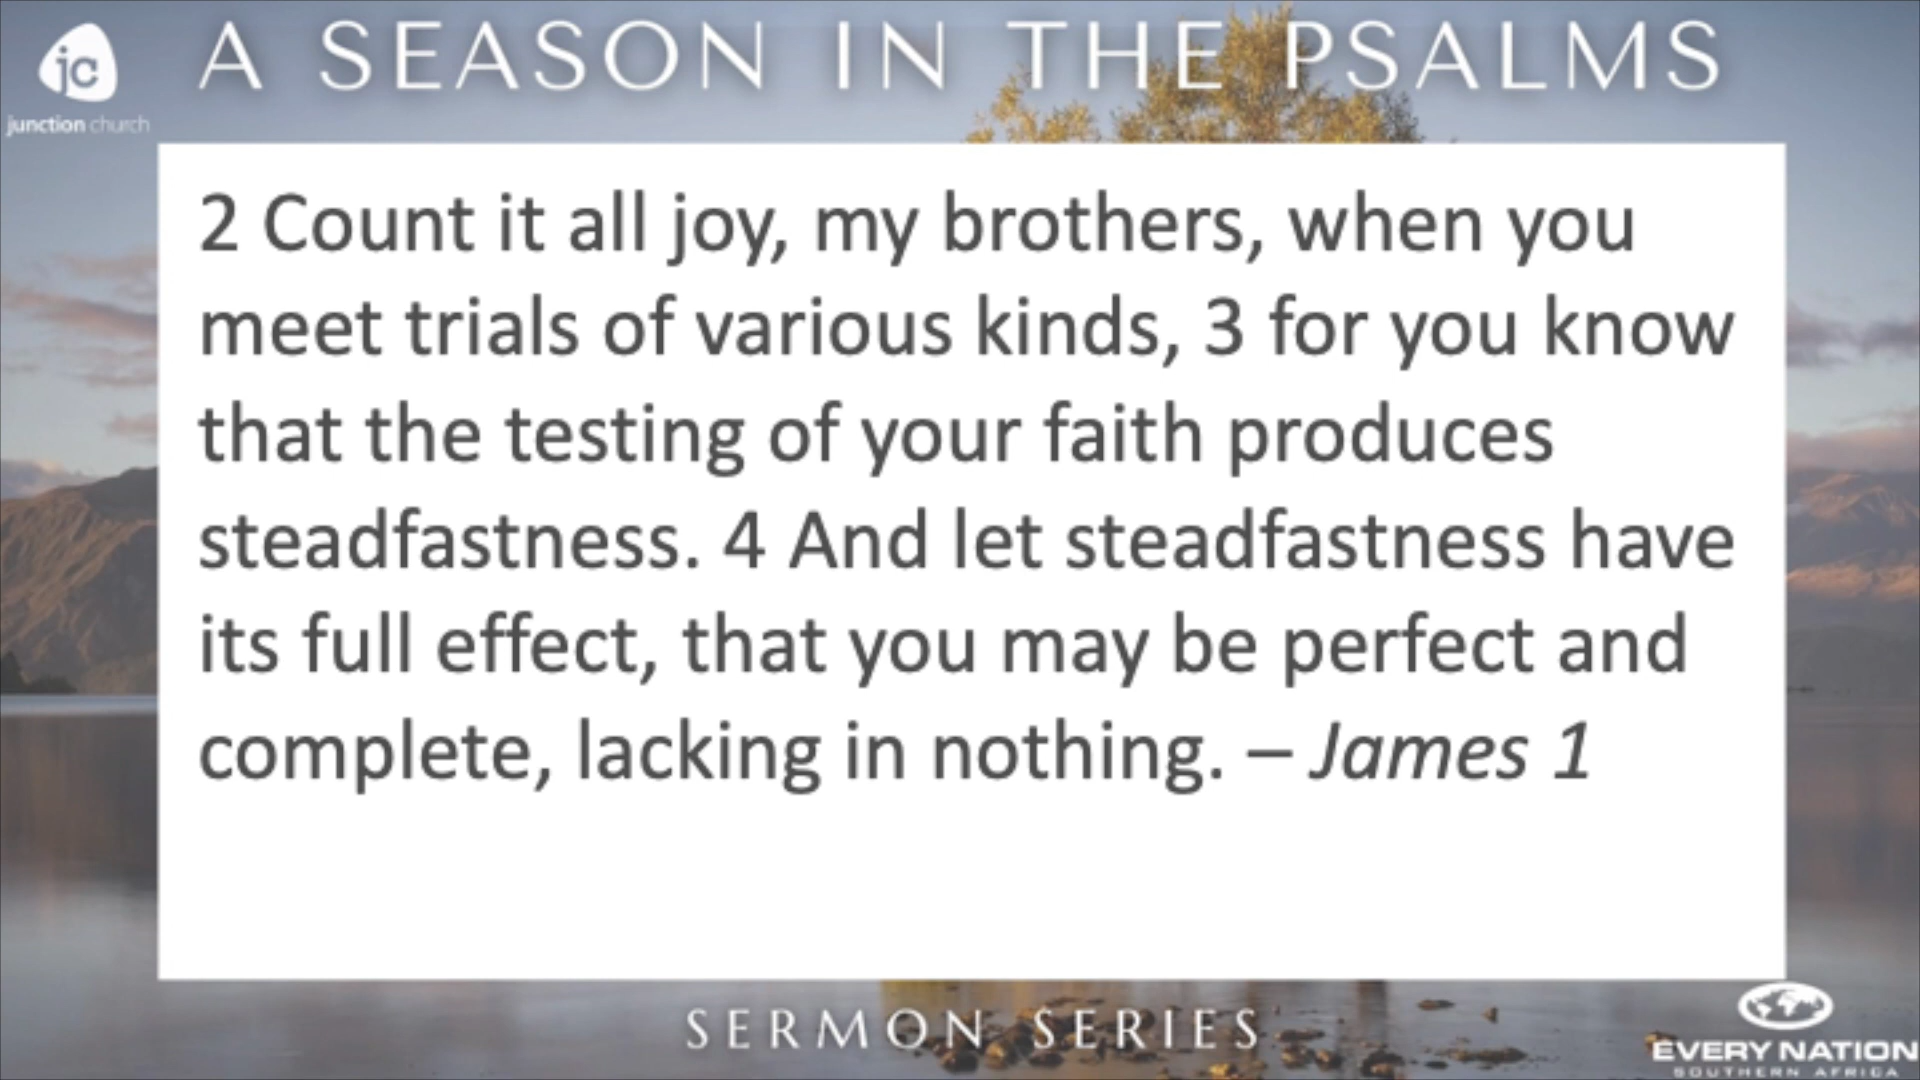 A SEASON IN THE PSALMS
jc
junction church
2 Count it all joy, my brothers, when you
meet trials of various kinds, 3 for you know
that the testing of your faith produces
steadfastness. 4 And let steadfastness have
its full effect, that you may be perfect and
complete, lacking in nothing. – James 1
SERMON SERIES
EVERY NATION
SOUTHERN AFRICA